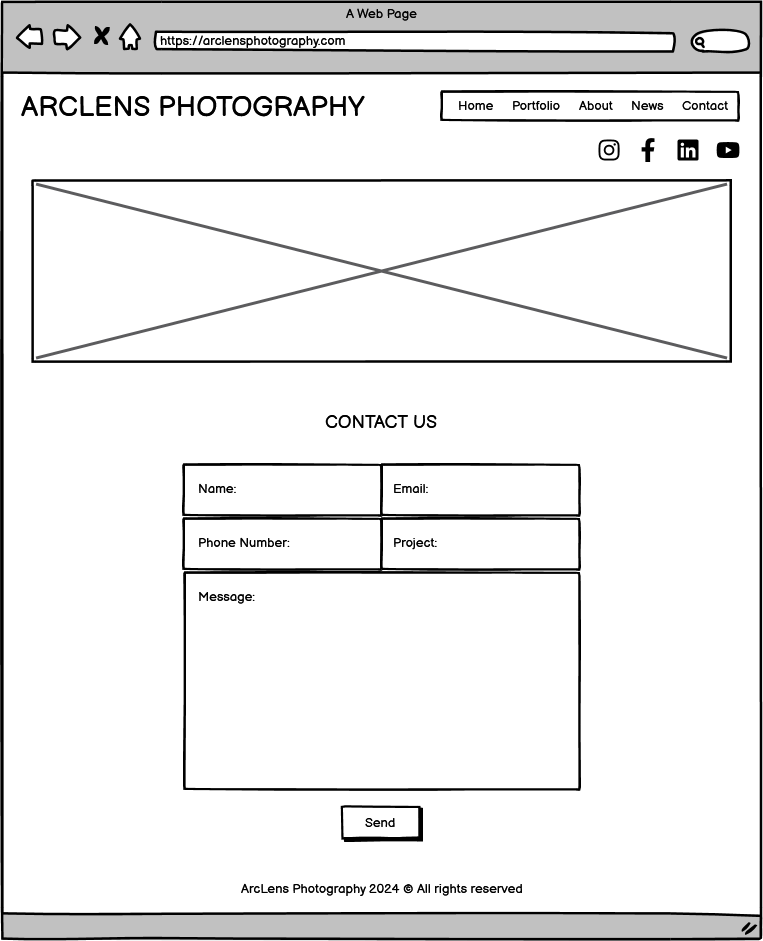 A Web Page
https://arclensphotography.com
ARCLENS PHOTOGRAPHY
Home Portfolio About News Contact
CONTACT US
Name: Email:
Phone Number: Project:
Message:
Send
ArcLens Photography 2024 © All rights reserved